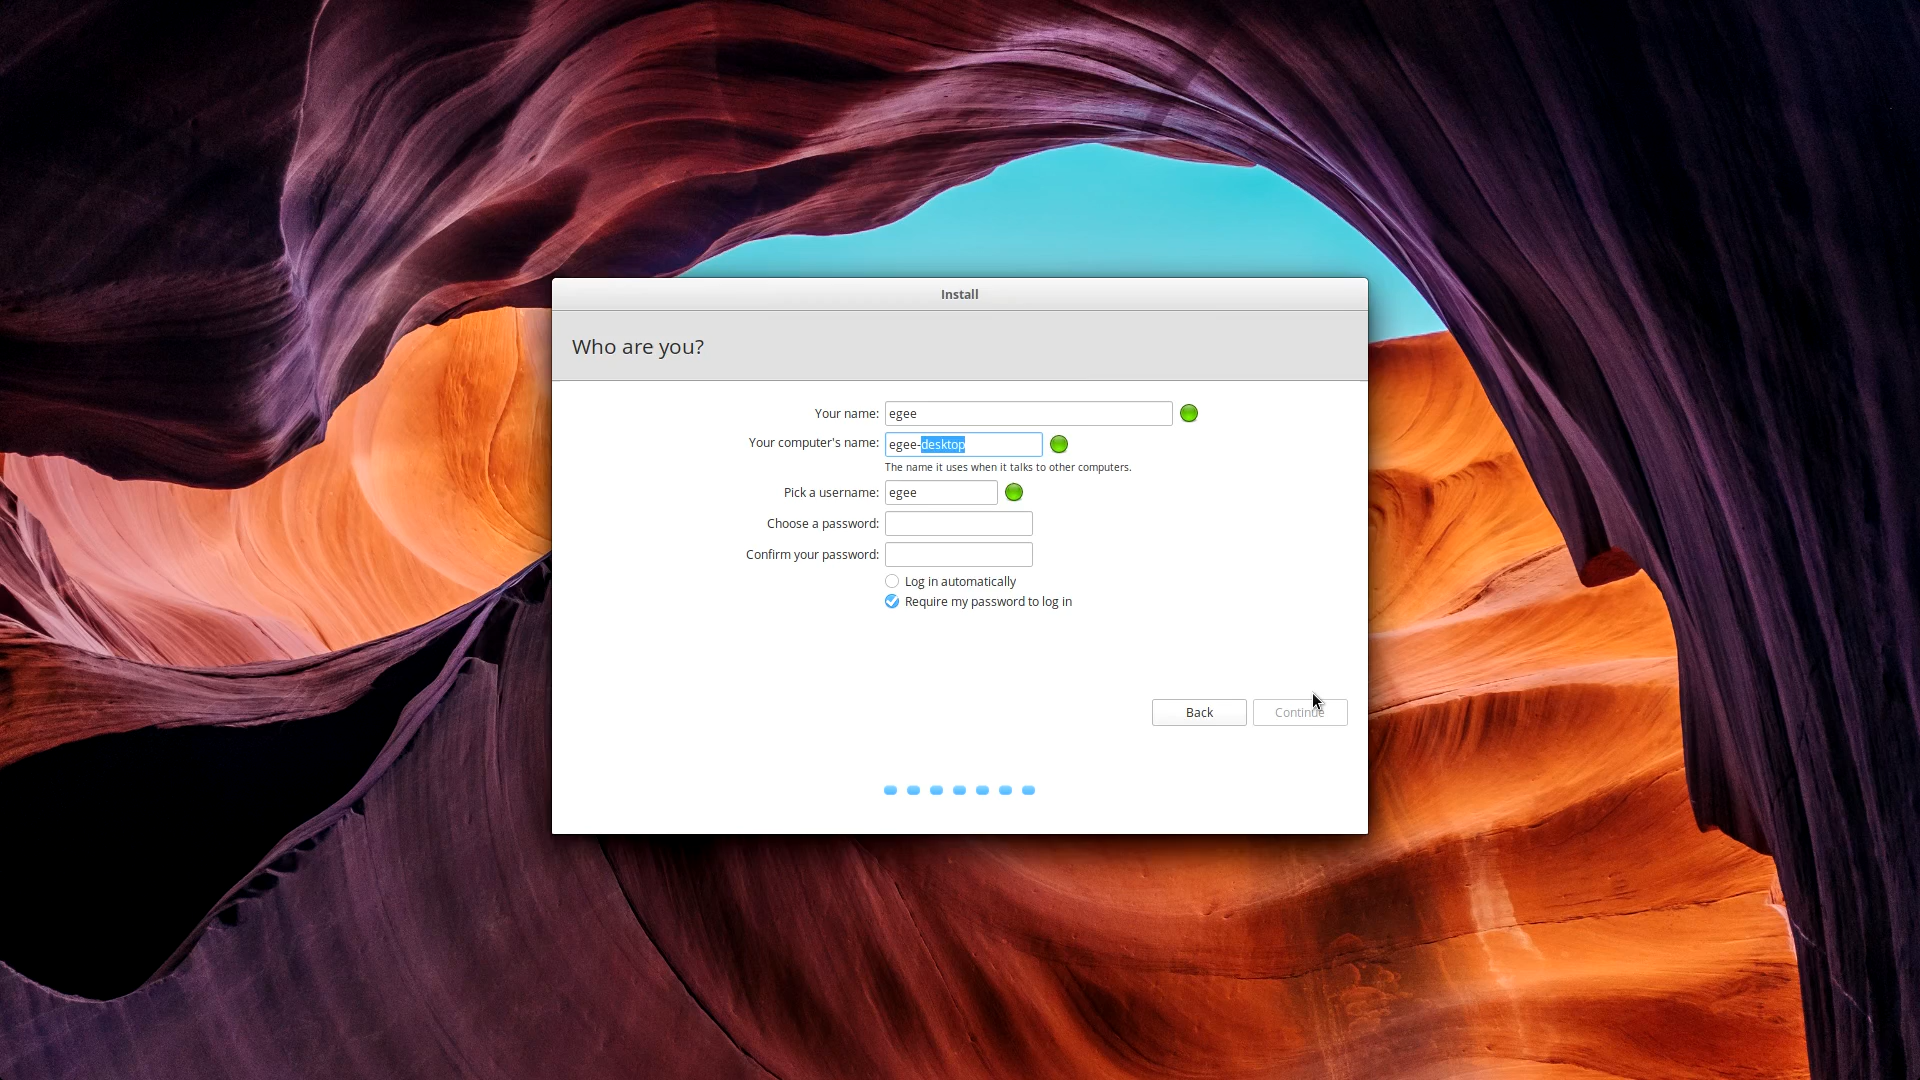 Install
Who are you?
Your name: egee
Your computer's name: egee-desktop
The name it uses when it talks to other computers.
Pick a username: egee
Choose a password:
Confirm your password:
Log in automatically
Require my password to log in
Back Continue